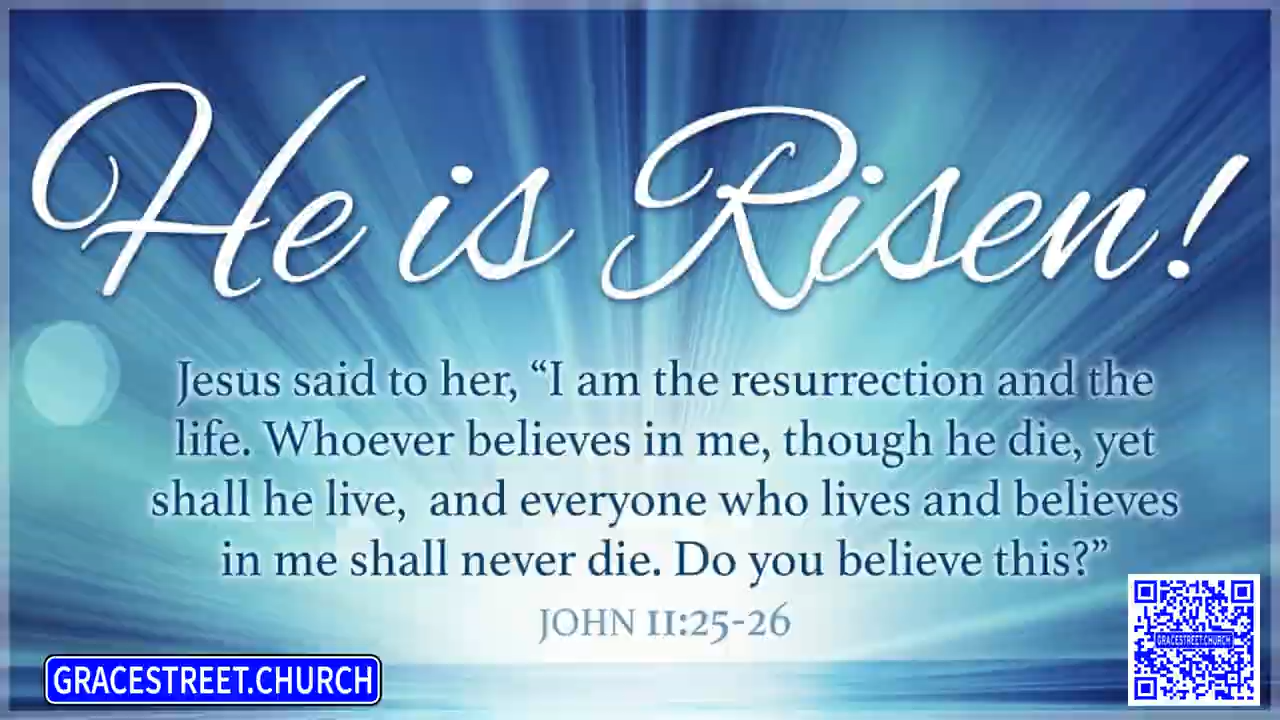 He is Risen!
Jesus said to her, “I am the resurrection and the
life. Whoever believes in me, though he die, yet
shall he live,  and everyone who lives and believes
in me shall never die. Do you believe this?”
JOHN 11:25-26
GRACESTREET.CHURCH
GRACESTREET.CHURCH